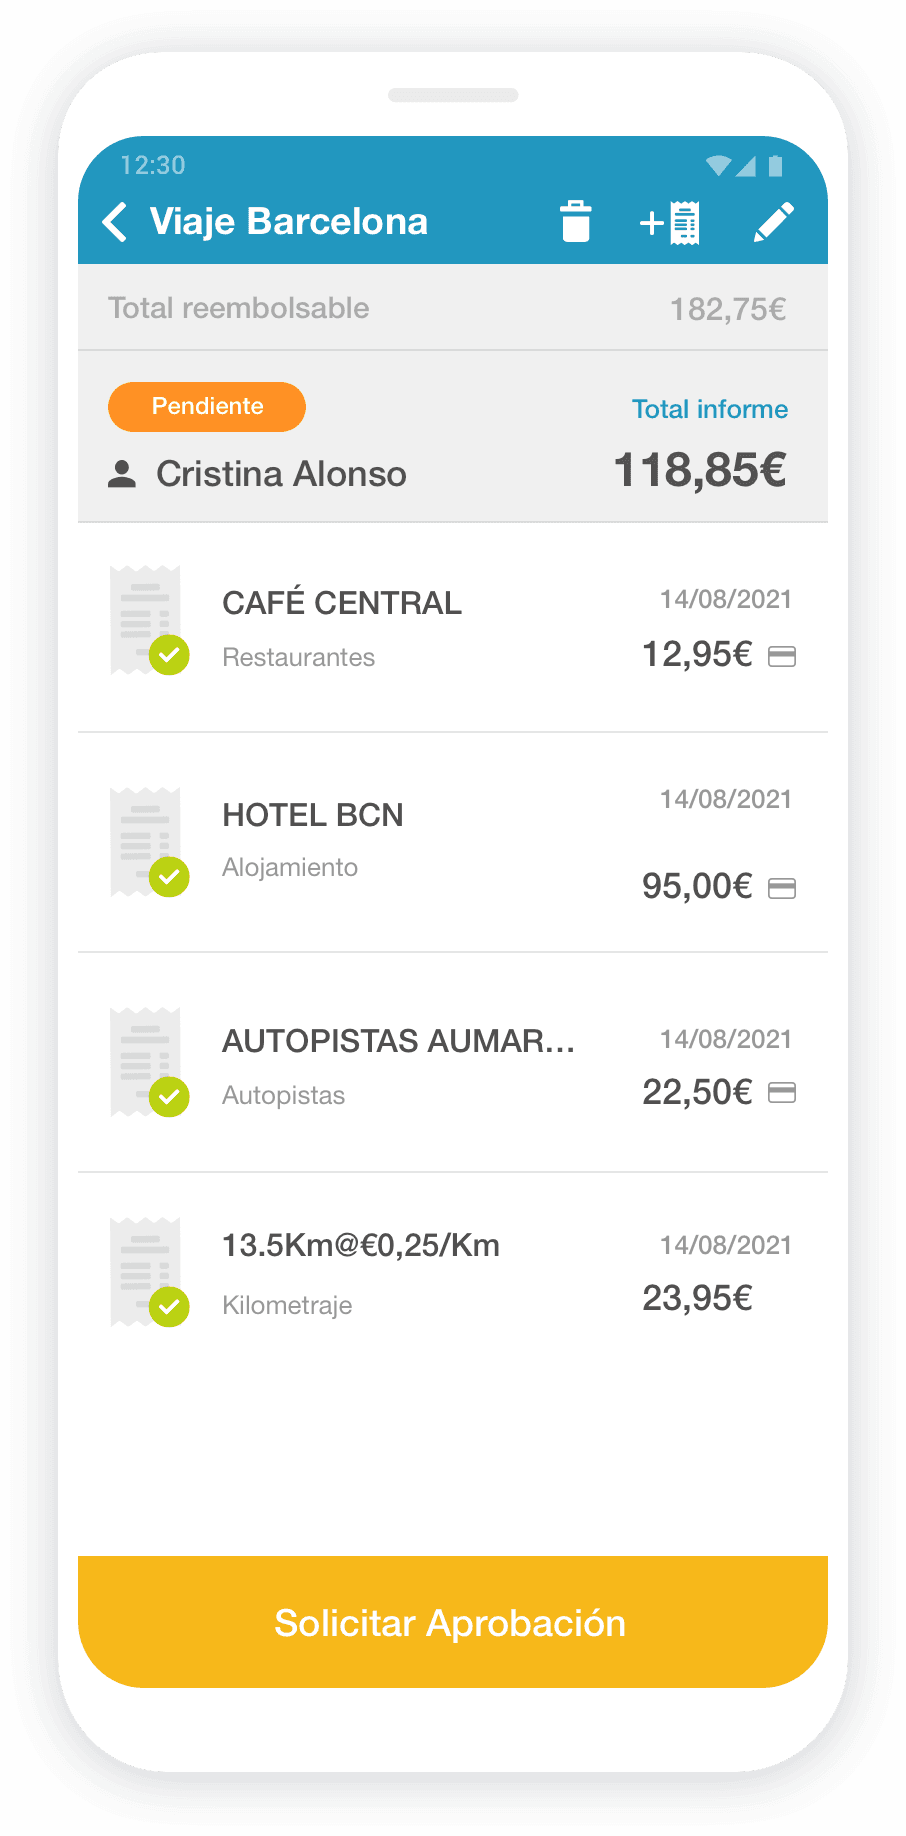 12:30
Viaje Barcelona
Total reembolsable 182,75€
Pendiente Total informe
Cristina Alonso 118,85€
CAFÉ CENTRAL 14/08/2021
Restaurantes 12,95€
HOTEL BCN 14/08/2021
Alojamiento 95,00€
AUTOPISTAS AUMAR... 14/08/2021
Autopistas 22,50€
13.5Km@€0,25/Km 14/08/2021
Kilometraje 23,95€
Solicitar Aprobación